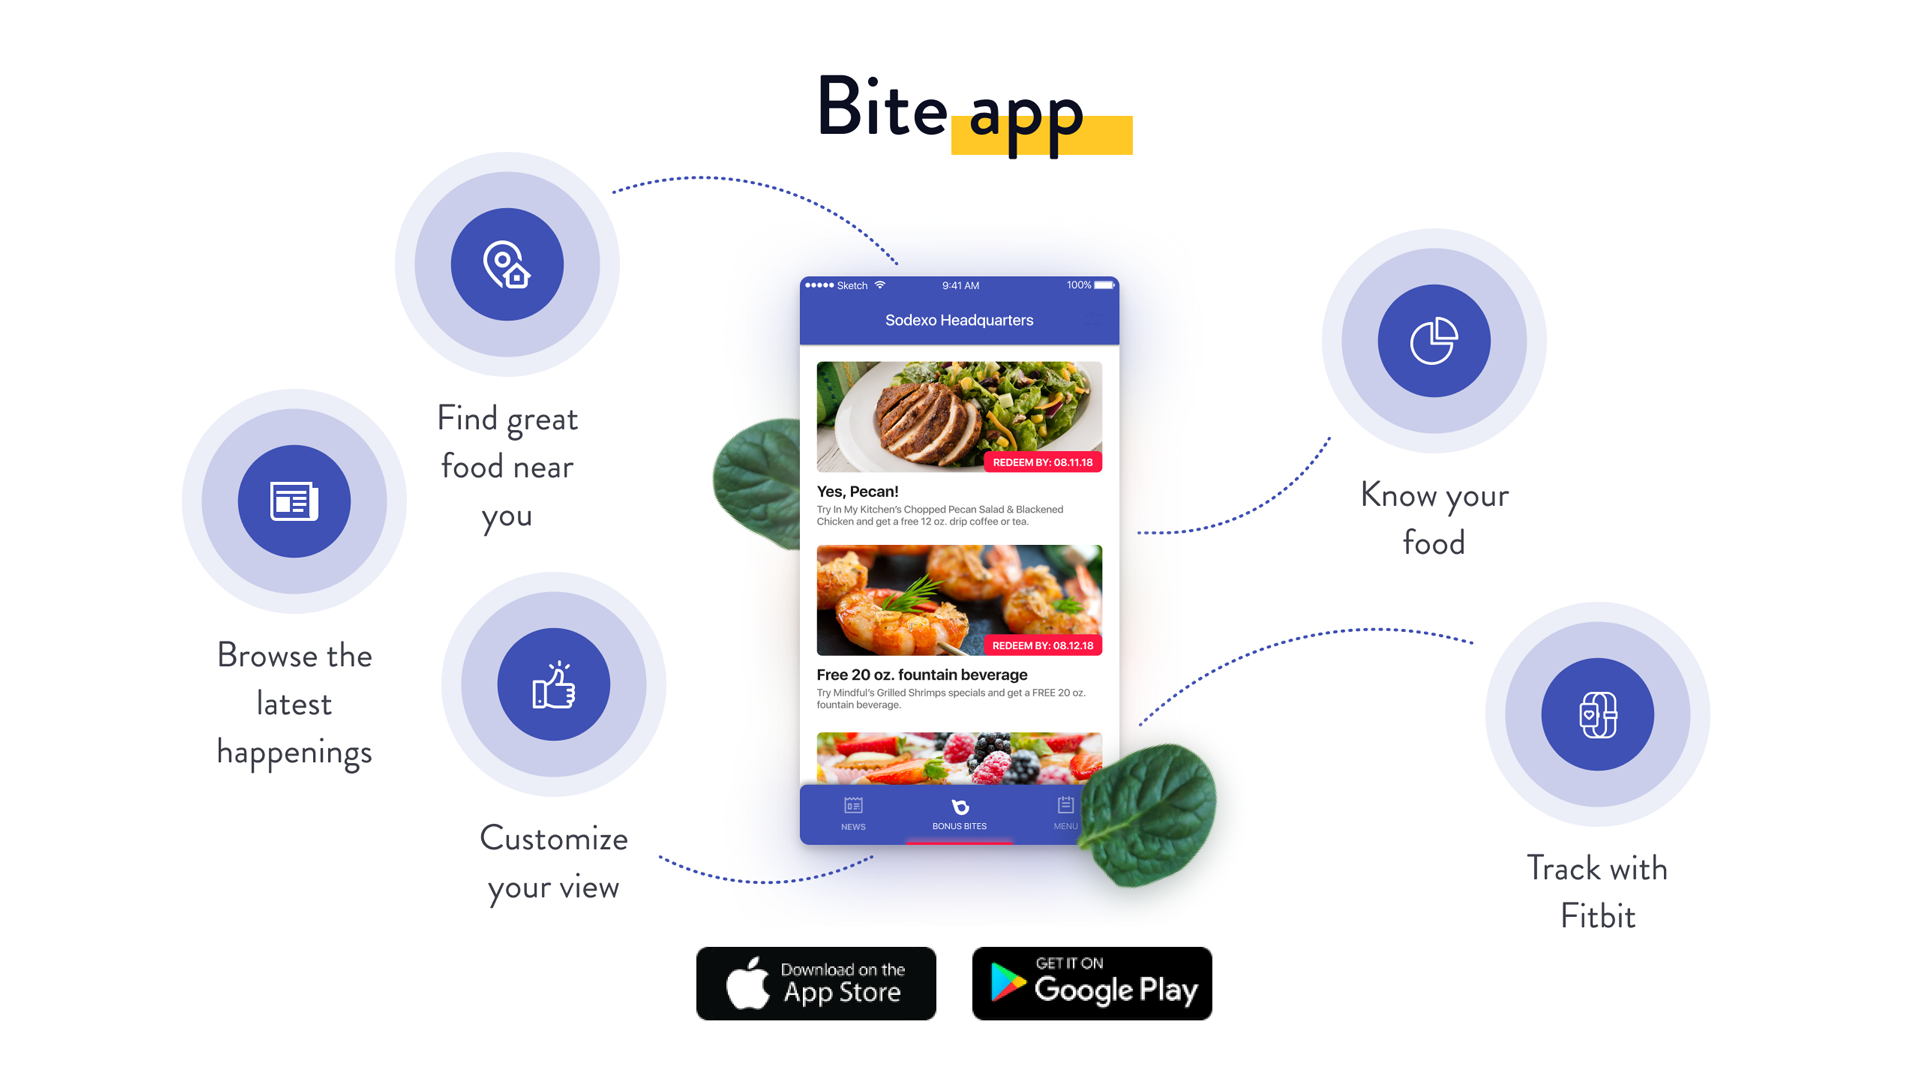 Bite app
Find great
food near
you
Browse the
latest
happenings
Customize
your view
Sketch 9:41 AM 100%
Sodexo Headquarters
REDEEM BY: 08.11.18
Yes, Pecan!
Try In My Kitchen's Chopped Pecan Salad & Blackened
Chicken and get a free 12 oz. drip coffee or tea.
REDEEM BY: 08.12.18
Free 20 oz. fountain beverage
Try Mindful's Grilled Shrimps specials and get a FREE 20 oz.
fountain beverage.
NEWS BONUS BITES MENU
Know your
food
Track with
Fitbit
Download on the
App Store
GET IT ON
Google Play